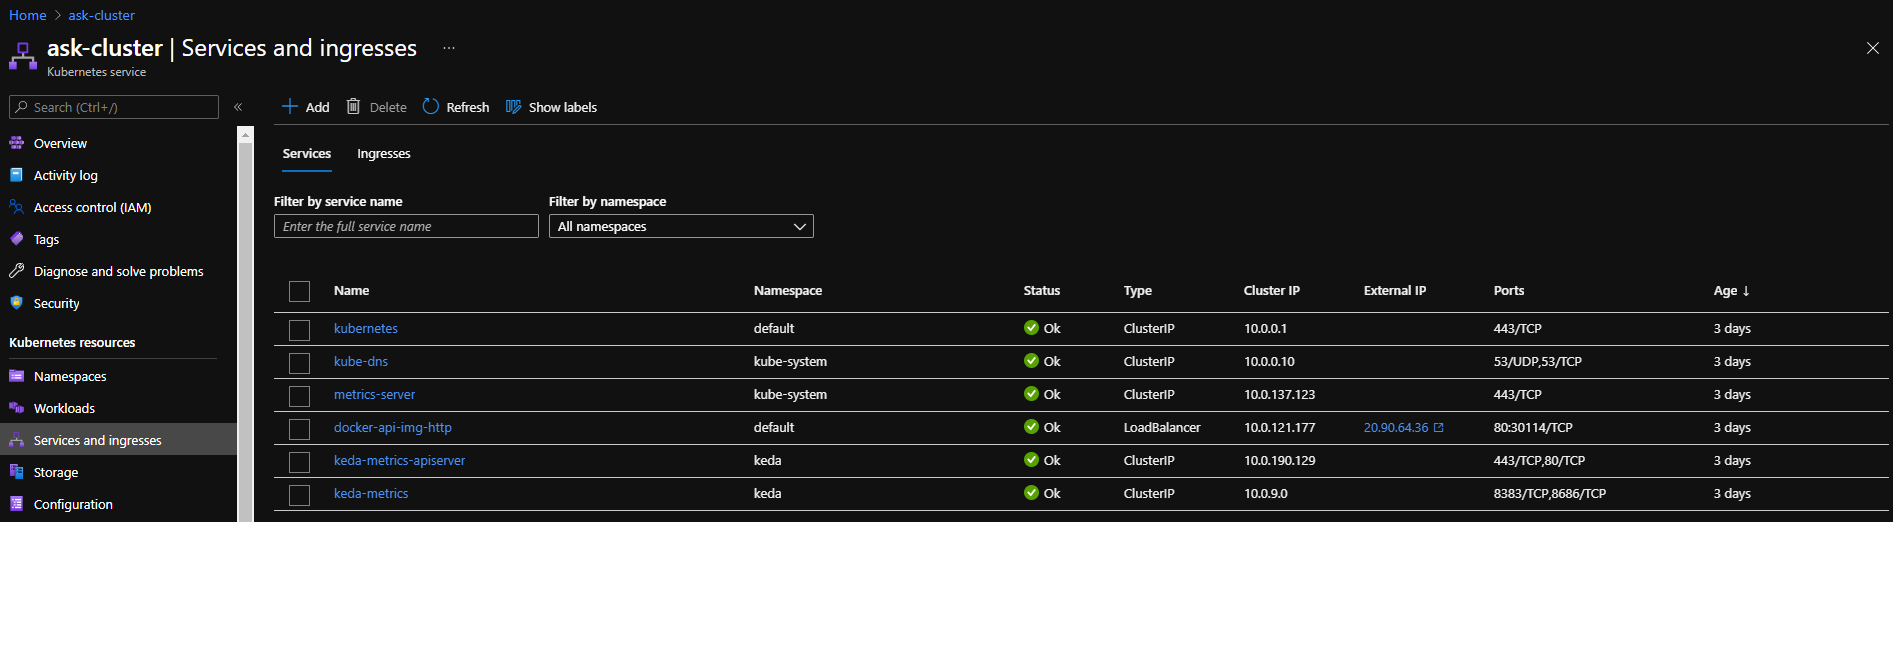 Home > ask-cluster
ask-cluster | Services and ingresses ...
Kubernetes service
Search (Ctrl+/) «
Add Delete Refresh Show labels
Overview
Activity log
Access control (IAM)
Tags
Diagnose and solve problems
Security
Kubernetes resources
Namespaces
Workloads
Services and ingresses
Storage
Configuration
Services Ingresses
Filter by service name Filter by namespace
Enter the full service name All namespaces
Name Namespace Status Type Cluster IP External IP Ports Age ↓
kubernetes default Ok ClusterIP 10.0.0.1 443/TCP 3 days
kube-dns kube-system Ok ClusterIP 10.0.0.10 53/UDP,53/TCP 3 days
metrics-server kube-system Ok ClusterIP 10.0.137.123 443/TCP 3 days
docker-api-img-http default Ok LoadBalancer 10.0.121.177 20.90.64.36 80:30114/TCP 3 days
keda-metrics-apiserver keda Ok ClusterIP 10.0.190.129 443/TCP,80/TCP 3 days
keda-metrics keda Ok ClusterIP 10.0.9.0 8383/TCP,8686/TCP 3 days